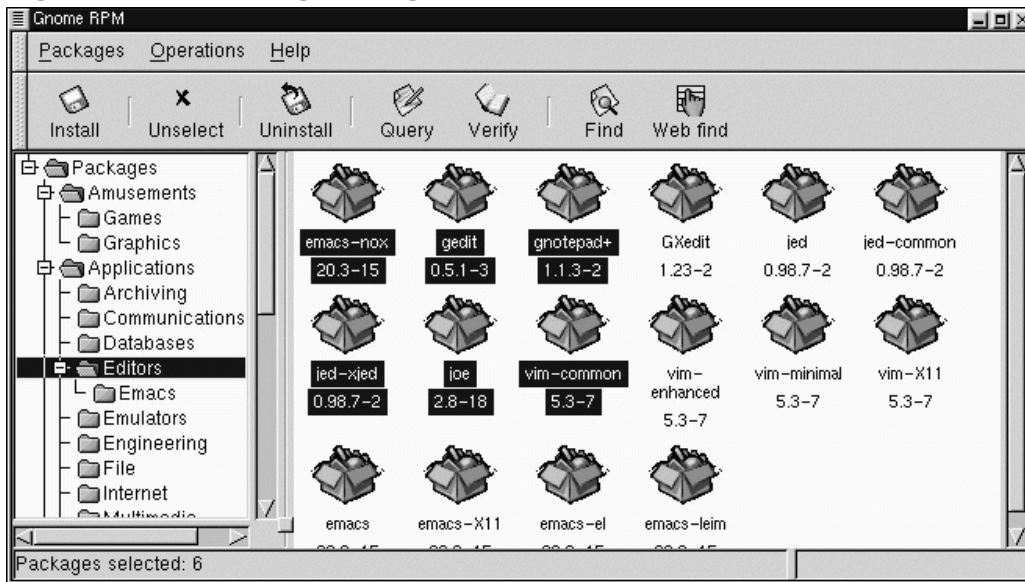 Gnome RPM
Packages Operations Help
Install Unselect Uninstall Query Verify Find Web find
Packages
Amusements
Games
Graphics
Applications
Archiving
Communications
Databases
Editors
Emacs
Emulators
Engineering
File
Internet
Multimedia
emacs-nox gedit gnotepad+ GXedit jed jed-common
20.3-15 0.5.1-3 1.1.3-2 1.23-2 0.98.7-2 0.98.7-2
jed-xjed joe vim-common vim-enhanced vim-minimal vim-X11
0.98.7-2 2.8-18 5.3-7 5.3-7 5.3-7 5.3-7
emacs emacs-X11 emacs-el emacs-leim
Packages selected: 6